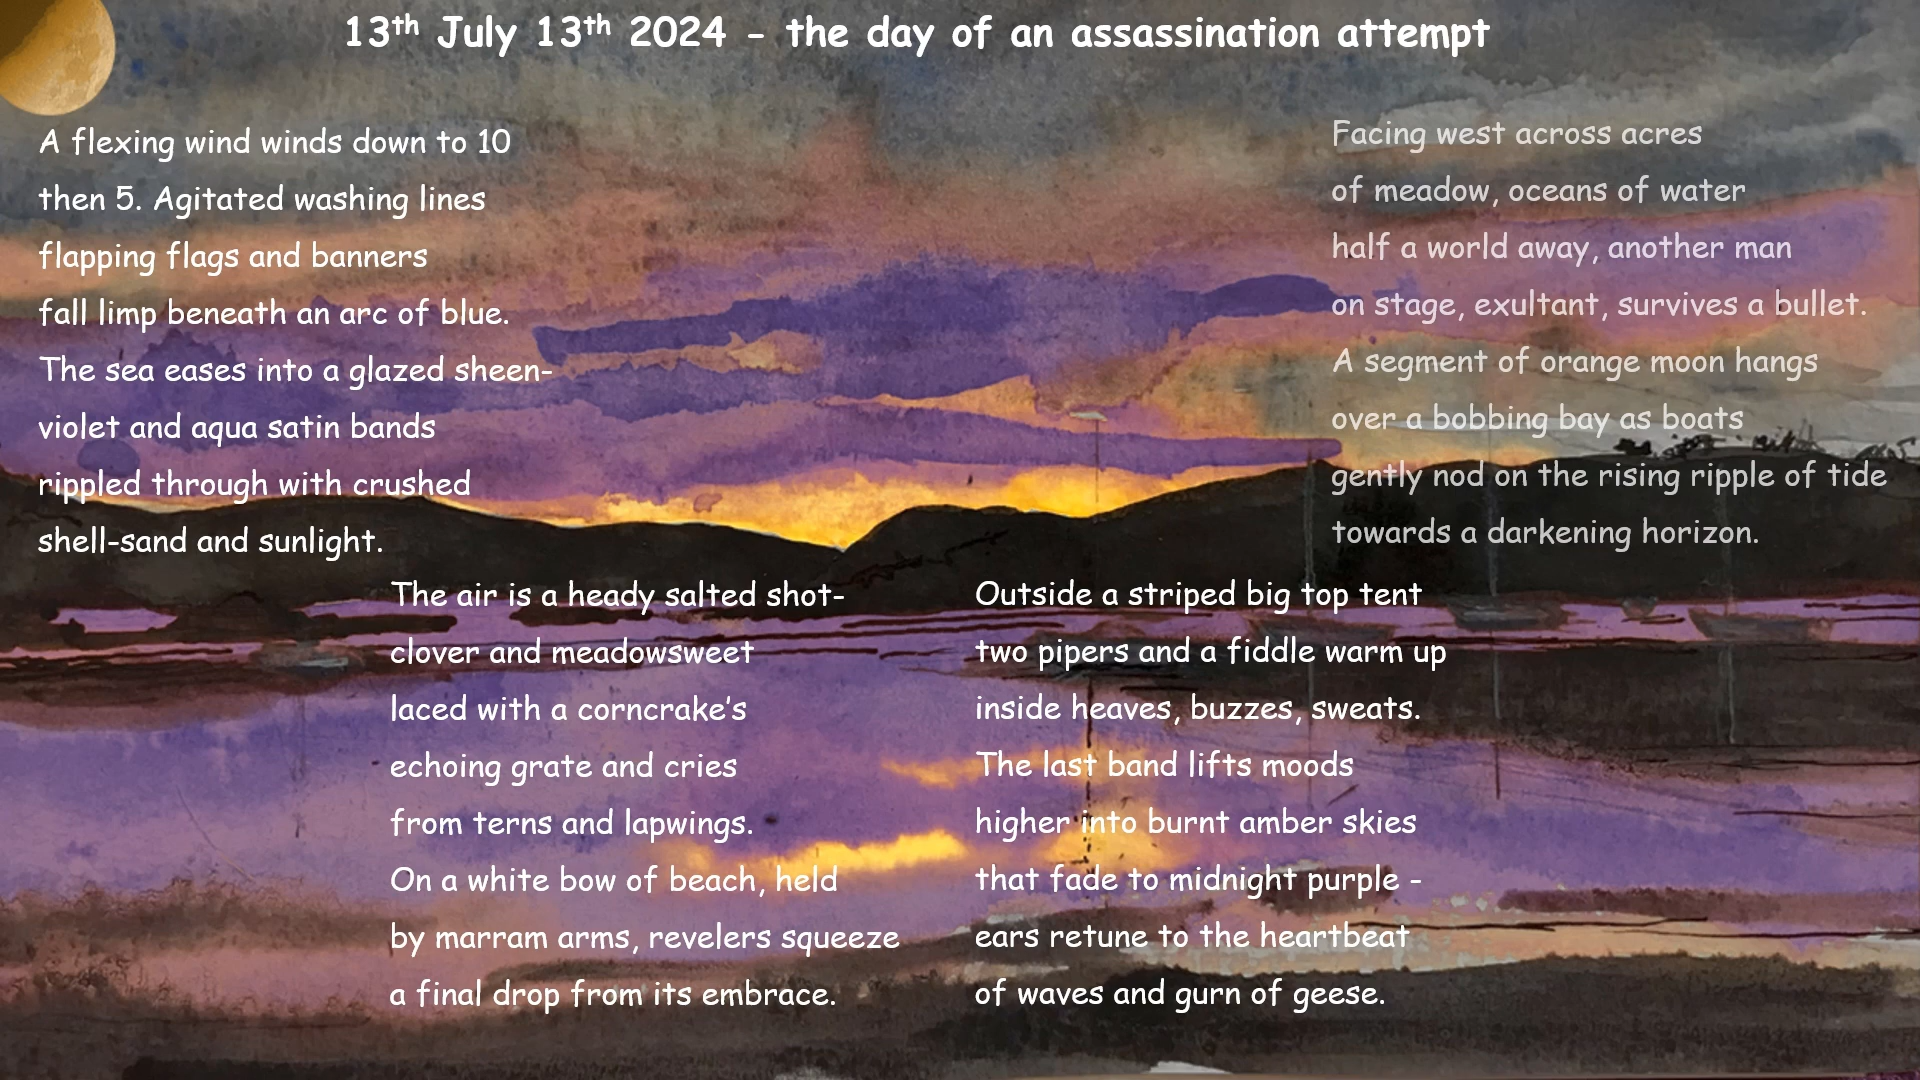 13th July 13th 2024 - the day of an assassination attempt
A flexing wind winds down to 10
then 5. Agitated washing lines
flapping flags and banners
fall limp beneath an arc of blue.
The sea eases into a glazed sheen-
violet and aqua satin bands
rippled through with crushed
shell-sand and sunlight.
The air is a heady salted shot-
clover and meadowsweet
laced with a corncrake's
echoing grate and cries
from terns and lapwings.
On a white bow of beach, held
by marram arms, revelers squeeze
a final drop from its embrace.
Outside a striped big top tent
two pipers and a fiddle warm up
inside heaves, buzzes, sweats.
The last band lifts moods
higher into burnt amber skies
that fade to midnight purple -
ears retune to the heartbeat
of waves and gurn of geese.
Facing west across acres
of meadow, oceans of water
half a world away, another man
on stage, exultant, survives a bullet.
A segment of orange moon hangs
over a bobbing bay as boats
gently nod on the rising ripple of tide
towards a darkening horizon.